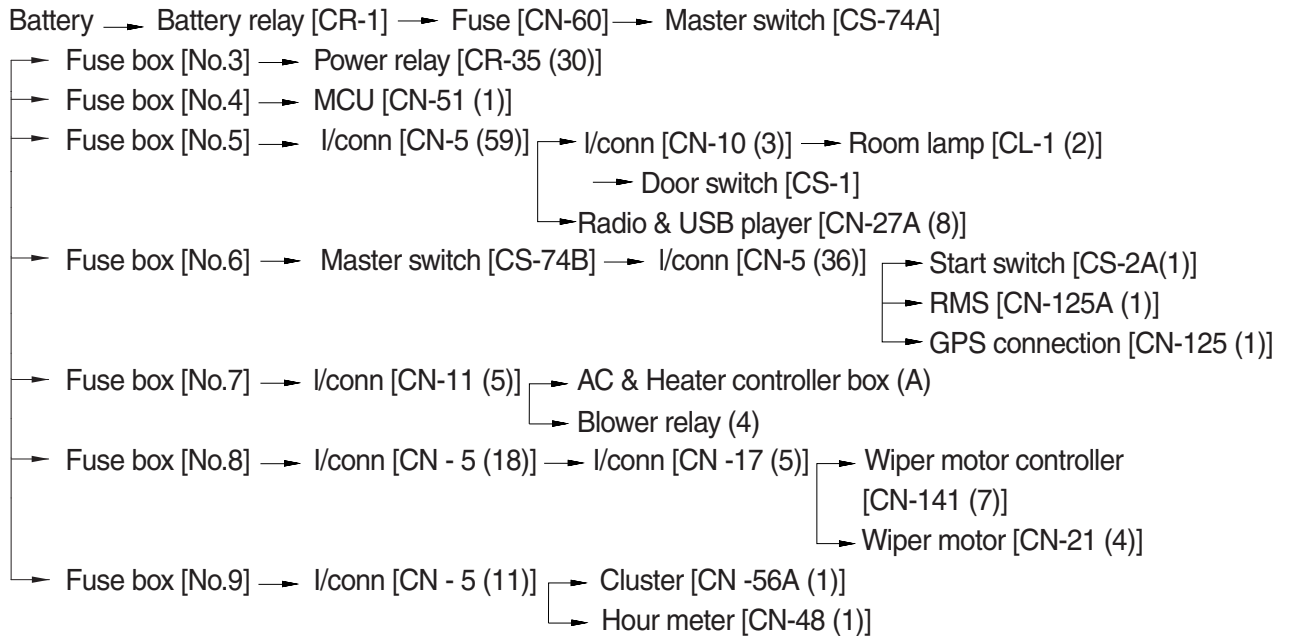 Battery → Battery relay [CR-1] → Fuse [CN-60] → Master switch [CS-74A]
→ Fuse box [No.3] → Power relay [CR-35 (30)]
→ Fuse box [No.4] → MCU [CN-51 (1)]
→ Fuse box [No.5] → I/conn [CN-5 (59)] → I/conn [CN-10 (3)] → Room lamp [CL-1 (2)]
→ Door switch [CS-1]
→ Radio & USB player [CN-27A (8)]
→ Fuse box [No.6] → Master switch [CS-74B] → I/conn [CN-5 (36)] → Start switch [CS-2A(1)]
→ RMS [CN-125A (1)]
→ GPS connection [CN-125 (1)]
→ Fuse box [No.7] → I/conn [CN-11 (5)] → AC & Heater controller box (A)
→ Blower relay (4)
→ Fuse box [No.8] → I/conn [CN - 5 (18)] → I/conn [CN -17 (5)] → Wiper motor controller
[CN-141 (7)]
→ Wiper motor [CN-21 (4)]
→ Fuse box [No.9] → I/conn [CN - 5 (11)] → Cluster [CN -56A (1)]
→ Hour meter [CN-48 (1)]